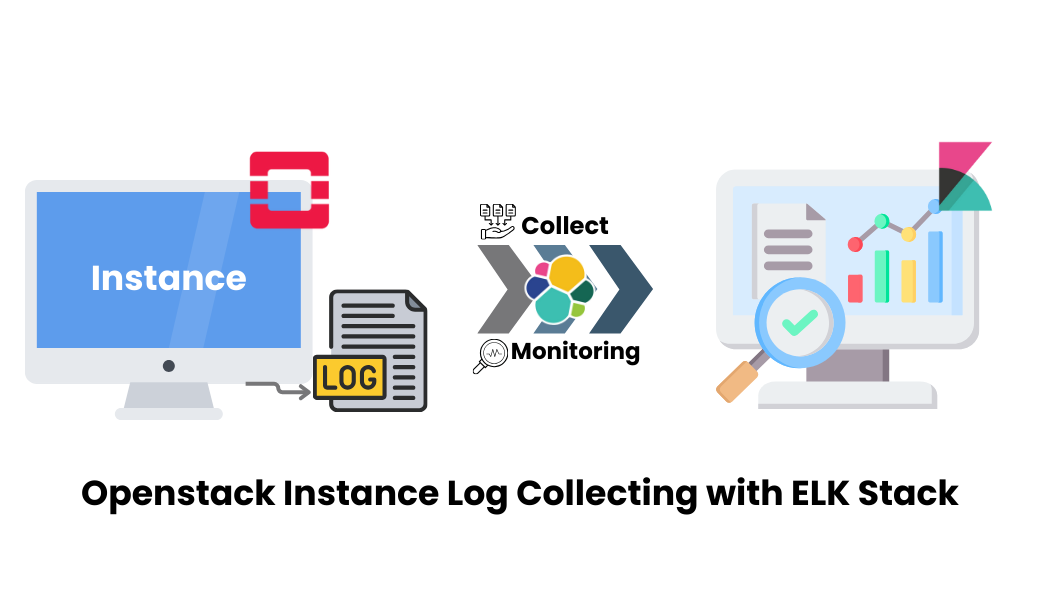 Instance
LOG
Collect
Monitoring
Openstack Instance Log Collecting with ELK Stack